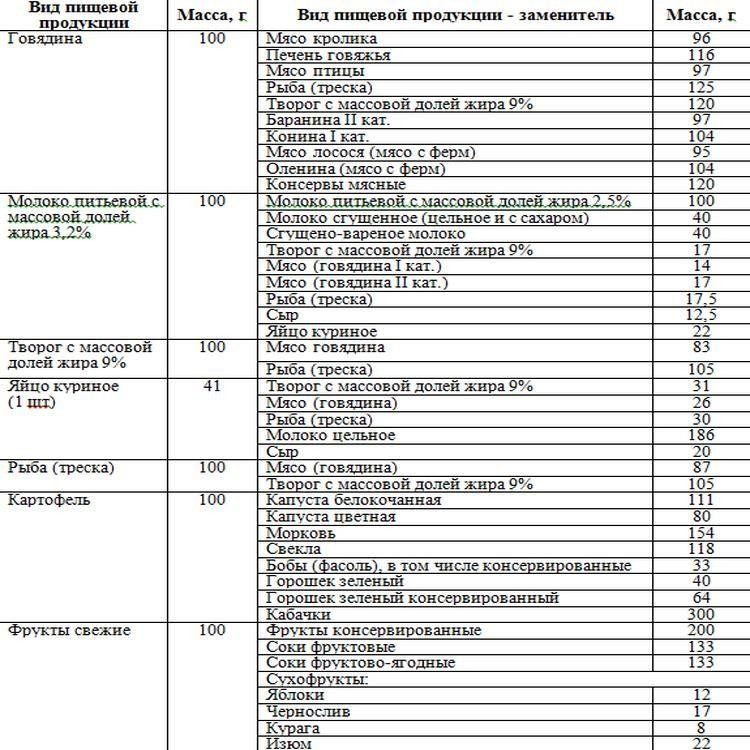 Вид пищевой продукции Масса, г Вид пищевой продукции - заменитель Масса, г
Говядина 100 Мясо кролика 96
Печень говяжья 116
Мясо птицы 97
Рыба (треска) 125
Творог с массовой долей жира 9% 120
Баранина II кат. 97
Конина I кат. 104
Мясо лосося (мясо с ферм) 95
Оленина (мясо с ферм) 104
Консервы мясные 120
Молоко питьевой с массовой долей жира 3,2% 100 Молоко питьевой с массовой долей жира 2,5% 100
Молоко сгущенное (цельное и с сахаром) 40
Сгущено-вареное молоко 40
Творог с массовой долей жира 9% 17
Мясо (говядина I кат.) 14
Мясо (говядина II кат.) 17
Рыба (треска) 17,5
Сыр 12,5
Яйцо куриное 22
Творог с массовой долей жира 9% 100 Мясо говядина 83
Рыба (треска) 105
Яйцо куриное (1 шт.) 41 Творог с массовой долей жира 9% 31
Мясо (говядина) 26
Рыба (треска) 30
Молоко цельное 186
Сыр 20
Рыба (треска) 100 Мясо (говядина) 87
Творог с массовой долей жира 9% 105
Картофель 100 Капуста белокочанная 111
Капуста цветная 80
Морковь 154
Свекла 118
Бобы (фасоль), в том числе консервированные 33
Горошек зеленый 40
Горошек зеленый консервированный 64
Кабачки 300
Фрукты свежие 100 Фрукты консервированные 200
Соки фруктовые 133
Соки фруктово-ягодные 133
Сухофрукты:
Яблоки 12
Чернослив 17
Курага 8
Изюм 22